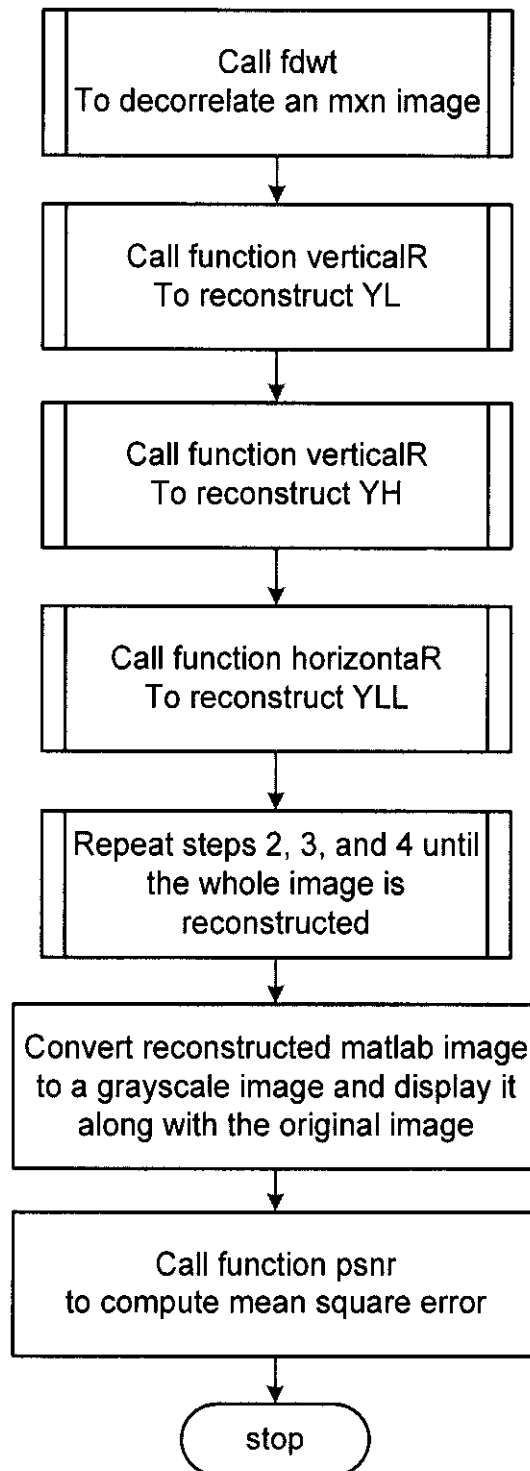 Call fdwt
To decorrelate an mxn image
Call function verticalR
To reconstruct YL
Call function verticalR
To reconstruct YH
Call function horizontaR
To reconstruct YLL
Repeat steps 2, 3, and 4 until
the whole image is
reconstructed
Convert reconstructed matlab image
to a grayscale image and display it
along with the original image
Call function psnr
to compute mean square error
stop